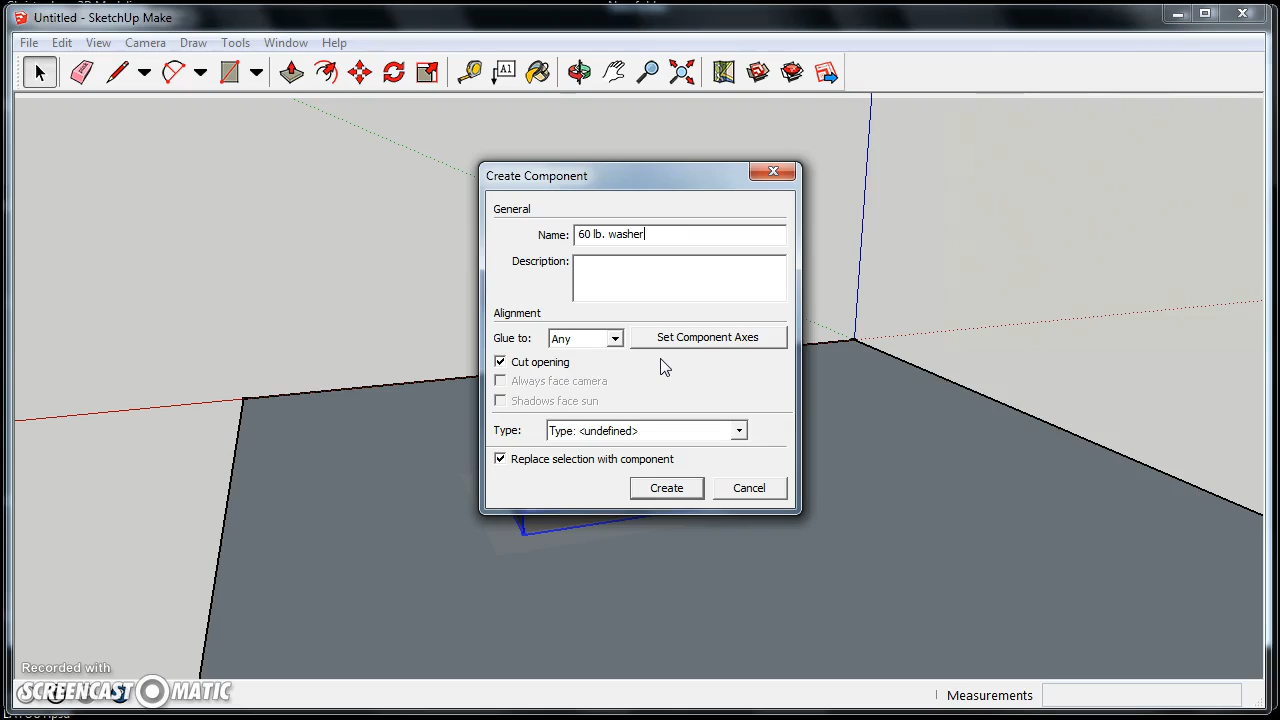 Untitled - SketchUp Make
File Edit View Camera Draw Tools Window Help
A1
Create Component
General
Name: 60 lb. washer
Description:
Alignment
Glue to: Any Set Component Axes
Cut opening
Always face camera
Shadows face sun
Type: Type: <undefined>
Replace selection with component
Create Cancel
Recorded with
SCREENCAST MATIC
Measurements